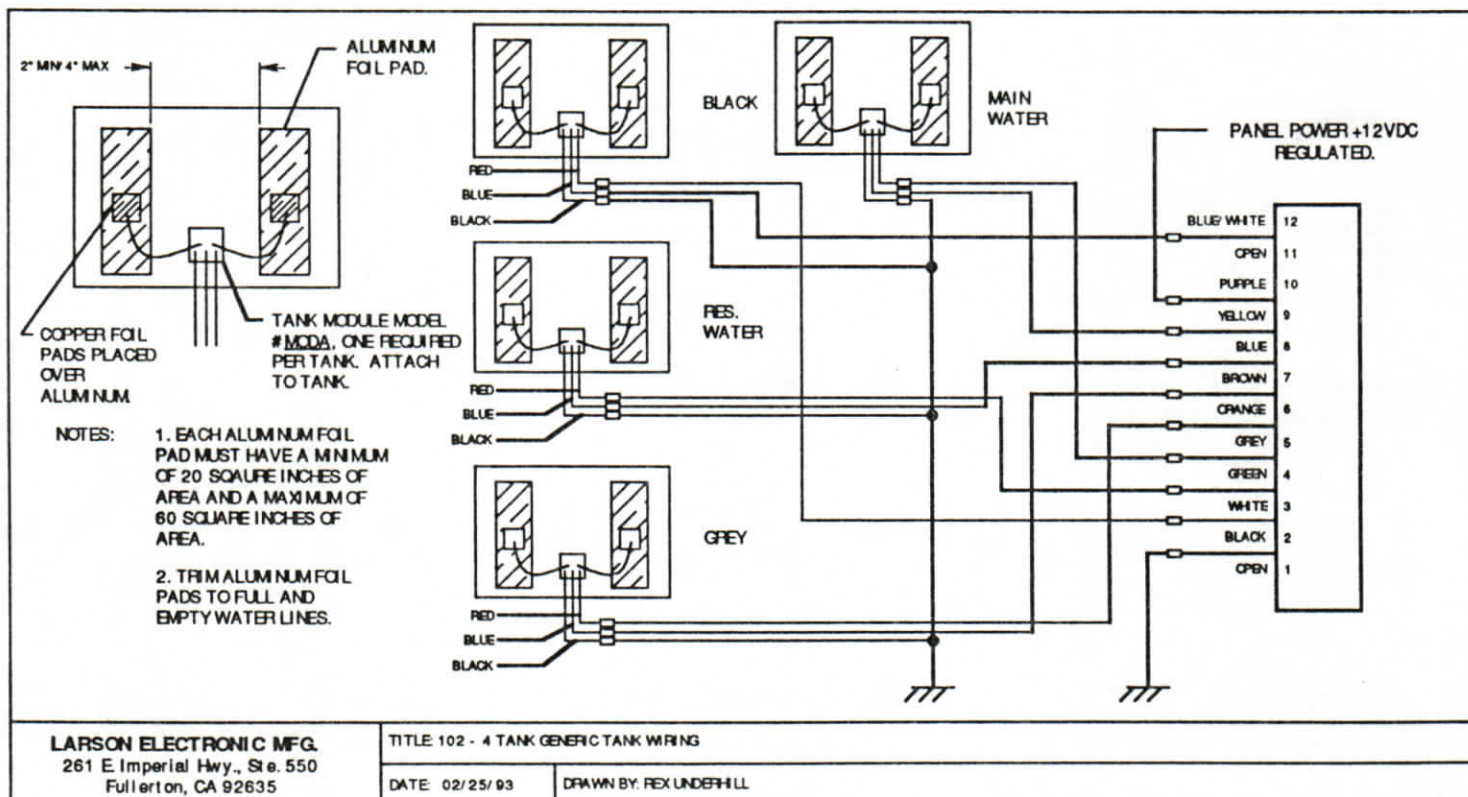 2" MIN/ 4" MAX
ALUMINUM
FOIL PAD.
COPPER FOIL
PADS PLACED
OVER
ALUMINUM.
TANK MODULE MODEL
# MODA, ONE REQUIRED
PER TANK. ATTACH
TO TANK.
NOTES:
1. EACH ALUMINUM FOIL
PAD MUST HAVE A MINIMUM
OF 20 SQAURE INCHES OF
AREA AND A MAXIMUM OF
60 SQUARE INCHES OF
AREA.
2. TRIM ALUMINUM FOIL
PADS TO FULL AND
EMPTY WATER LINES.
BLACK
RED
BLUE
BLACK
MAIN
WATER
RES.
WATER
RED
BLUE
BLACK
GREY
RED
BLUE
BLACK
PANEL POWER +12VDC
REGULATED.
BLUE/ WHITE 12
OPEN 11
PURPLE 10
YELLOW 9
BLUE 8
BROWN 7
ORANGE 6
GREY 5
GREEN 4
WHITE 3
BLACK 2
OPEN 1
LARSON ELECTRONIC MFG.
261 E. Imperial Hwy., Ste. 550
Fullerton, CA 92635
TITLE: 102 - 4 TANK GENERIC TANK WIRING
DATE: 02/25/93
DRAWN BY: REX UNDERHILL